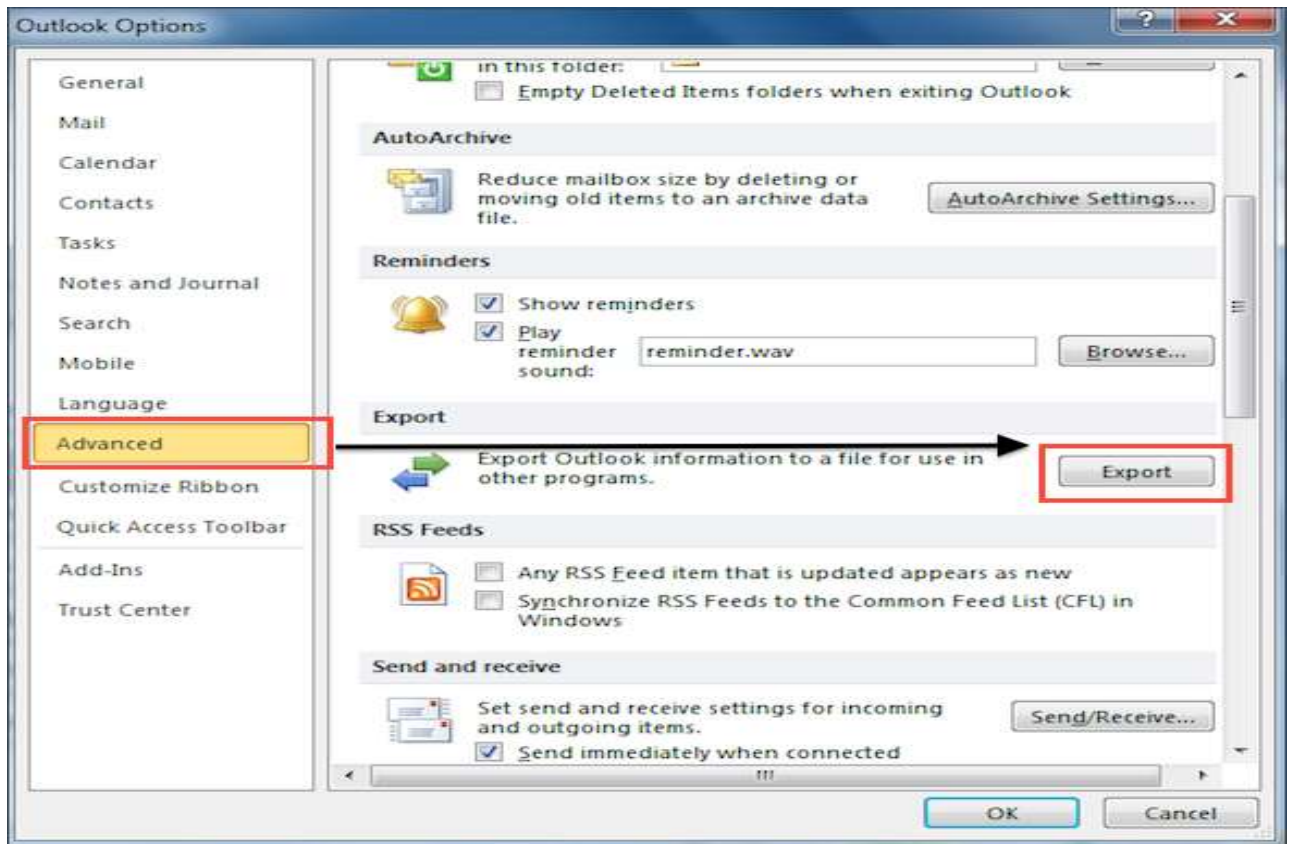 Outlook Options
General
Mail
Calendar
Contacts
Tasks
Notes and Journal
Search
Mobile
Language
Advanced
Customize Ribbon
Quick Access Toolbar
Add-Ins
Trust Center
in this folder:
Empty Deleted Items folders when exiting Outlook
AutoArchive
Reduce mailbox size by deleting or
moving old items to an archive data
file.
AutoArchive Settings...
Reminders
Show reminders
Play
reminder
sound:
reminder.wav
Browse...
Export
Export Outlook information to a file for use in
other programs.
Export
RSS Feeds
Any RSS Feed item that is updated appears as new
Synchronize RSS Feeds to the Common Feed List (CFL) in
Windows
Send and receive
Set send and receive settings for incoming
and outgoing items.
Send/Receive...
Send immediately when connected
OK
Cancel